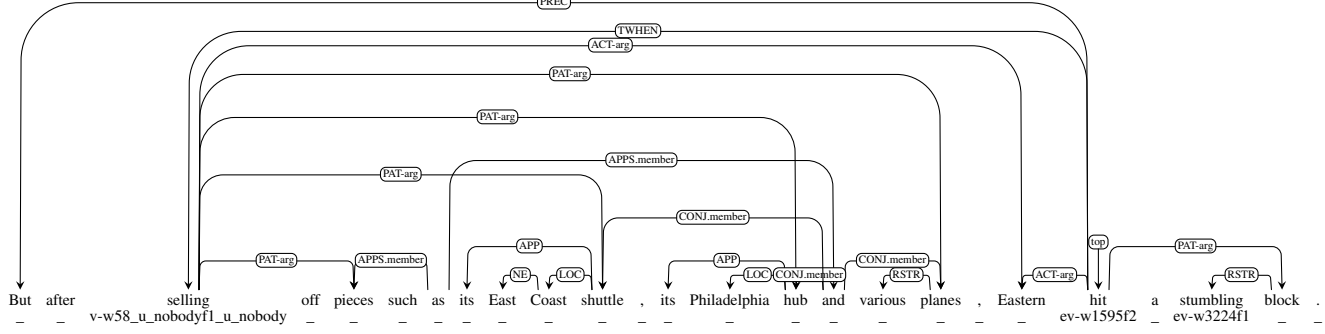 PREC
TWHEN
ACT-arg
PAT-arg
PAT-arg
APPS.member
PAT-arg
CONJ.member
top
APP APP PAT-arg
PAT-arg APPS.member CONJ.member
NE LOC LOC CONJ.member RSTR ACT-arg RSTR
But after selling off pieces such as its East Coast shuttle , its Philadelphia hub and various planes , Eastern hit a stumbling block .
_ _ v-w58_u_nobodyf1_u_nobody _ _ _ _ _ _ _ _ _ _ _ _ _ _ _ _ _ ev-w1595f2 _ ev-w3224f1 _ _